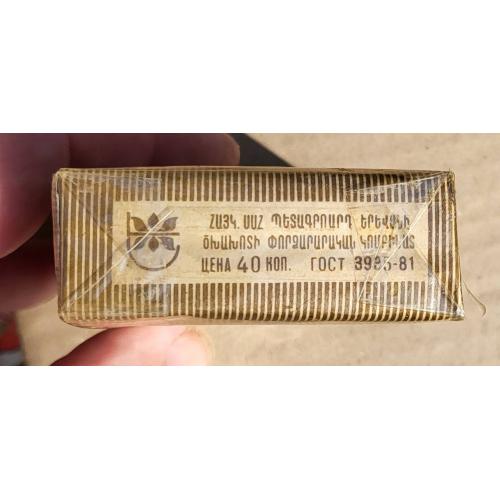 ՀԱՅԿ. ՍՍՀ ՊԵՏԱԳՐՈԱՐԴ ԵՐԵՎԱՆԻ
ԾԽԱԽՈՏԻ ՓՈՐՁԱՐԱՐԱԿԱՆ ԿՈՄԲԻՆԱՏ
ЦЕНА 40 КОП. ГОСТ 3935-81